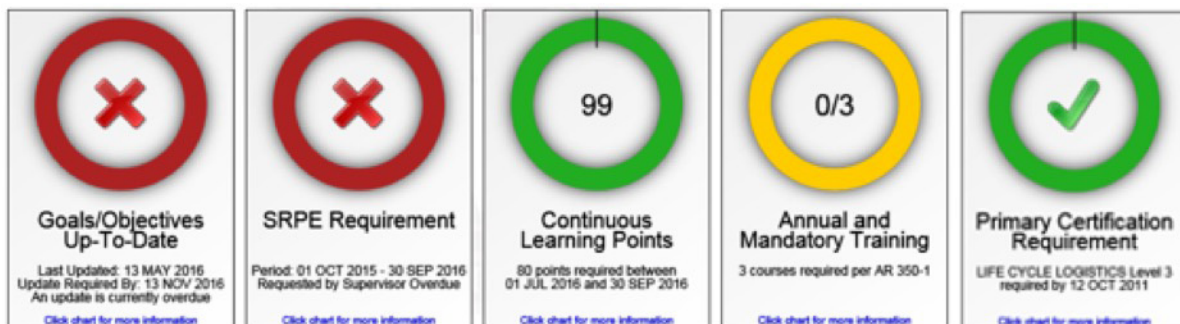 Goals/Objectives
Up-To-Date
Last Updated: 13 MAY 2016
Update Required By: 13 NOV 2016
An update is currently overdue
Click chart for more information
SRPE Requirement
Period: 01 OCT 2015 - 30 SEP 2016
Requested by Supervisor Overdue
Click chart for more information
99
Continuous
Learning Points
80 points required between
01 JUL 2016 and 30 SEP 2016
Click chart for more information
0/3
Annual and
Mandatory Training
3 courses required per AR 350-1
Click chart for more information
Primary Certification
Requirement
LIFE CYCLE LOGISTICS Level 3
required by 12 OCT 2011
Click chart for more information